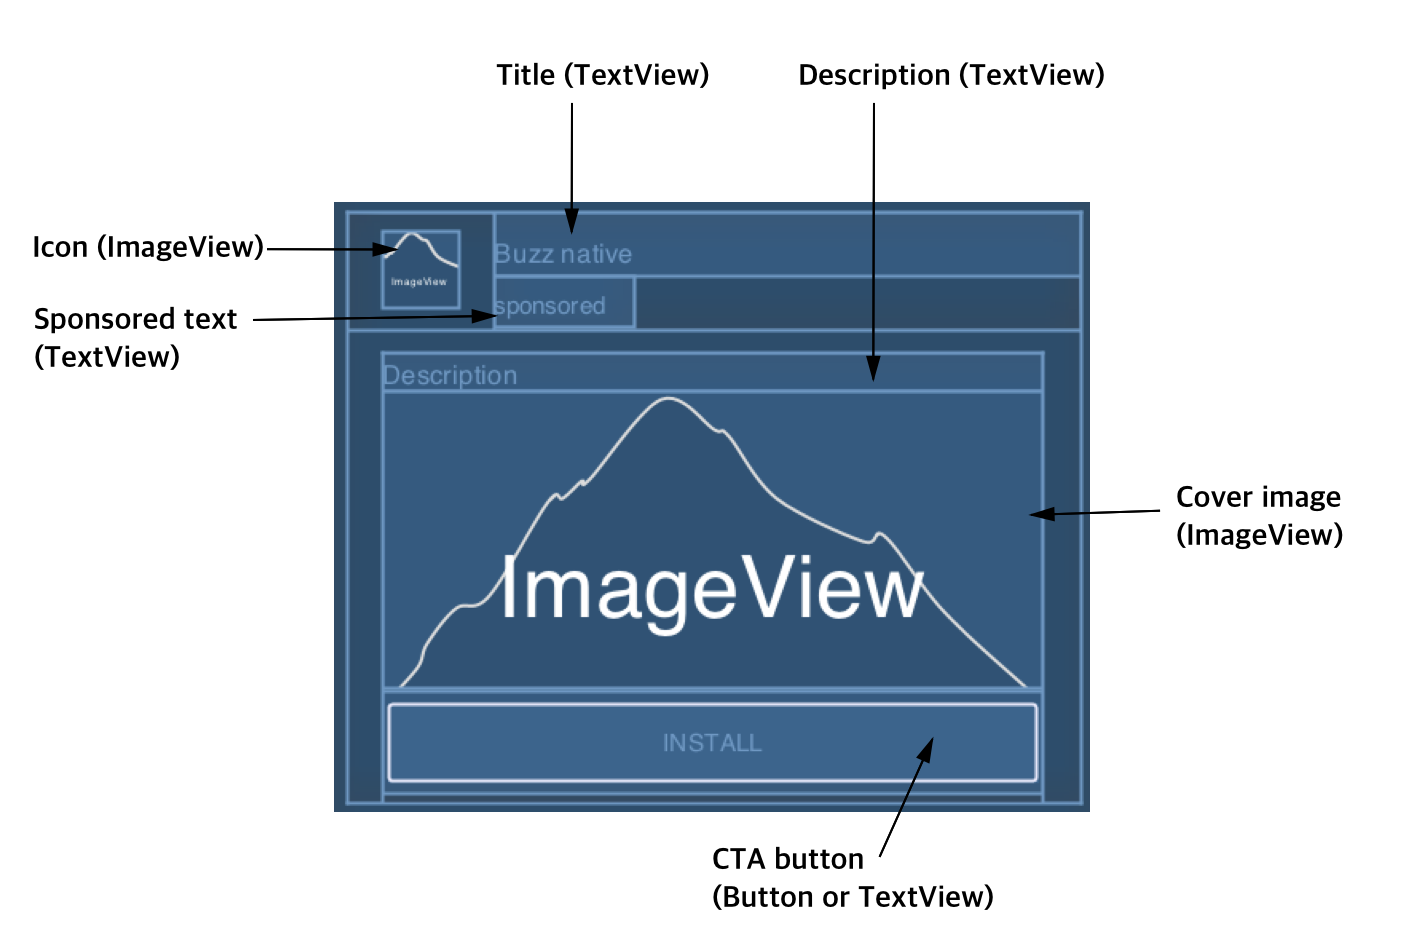 Title (TextView)
Description (TextView)
Icon (ImageView)
Buzz native
ImageView
Sponsored text
(TextView)
sponsored
Description
Cover image
(ImageView)
ImageView
INSTALL
CTA button
(Button or TextView)